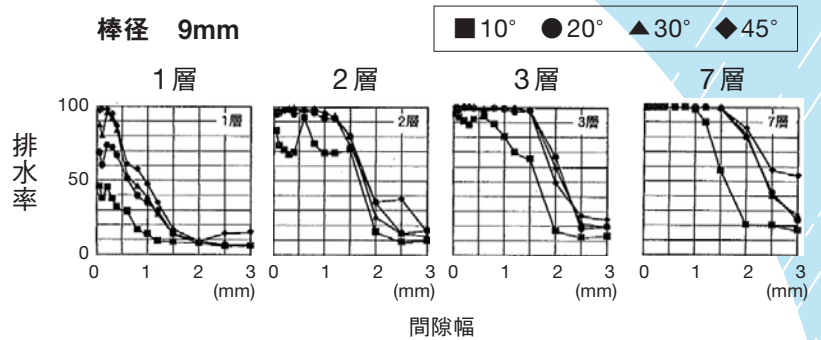 棒径 9mm
■10° ●20° ▲30° ◆45°
1層 2層 3層 7層
排水率
100
50
0
1層
2層
3層
7層
0 1 2 3
(mm)
0 1 2 3
(mm)
0 1 2 3
(mm)
0 1 2 3
(mm)
間隙幅